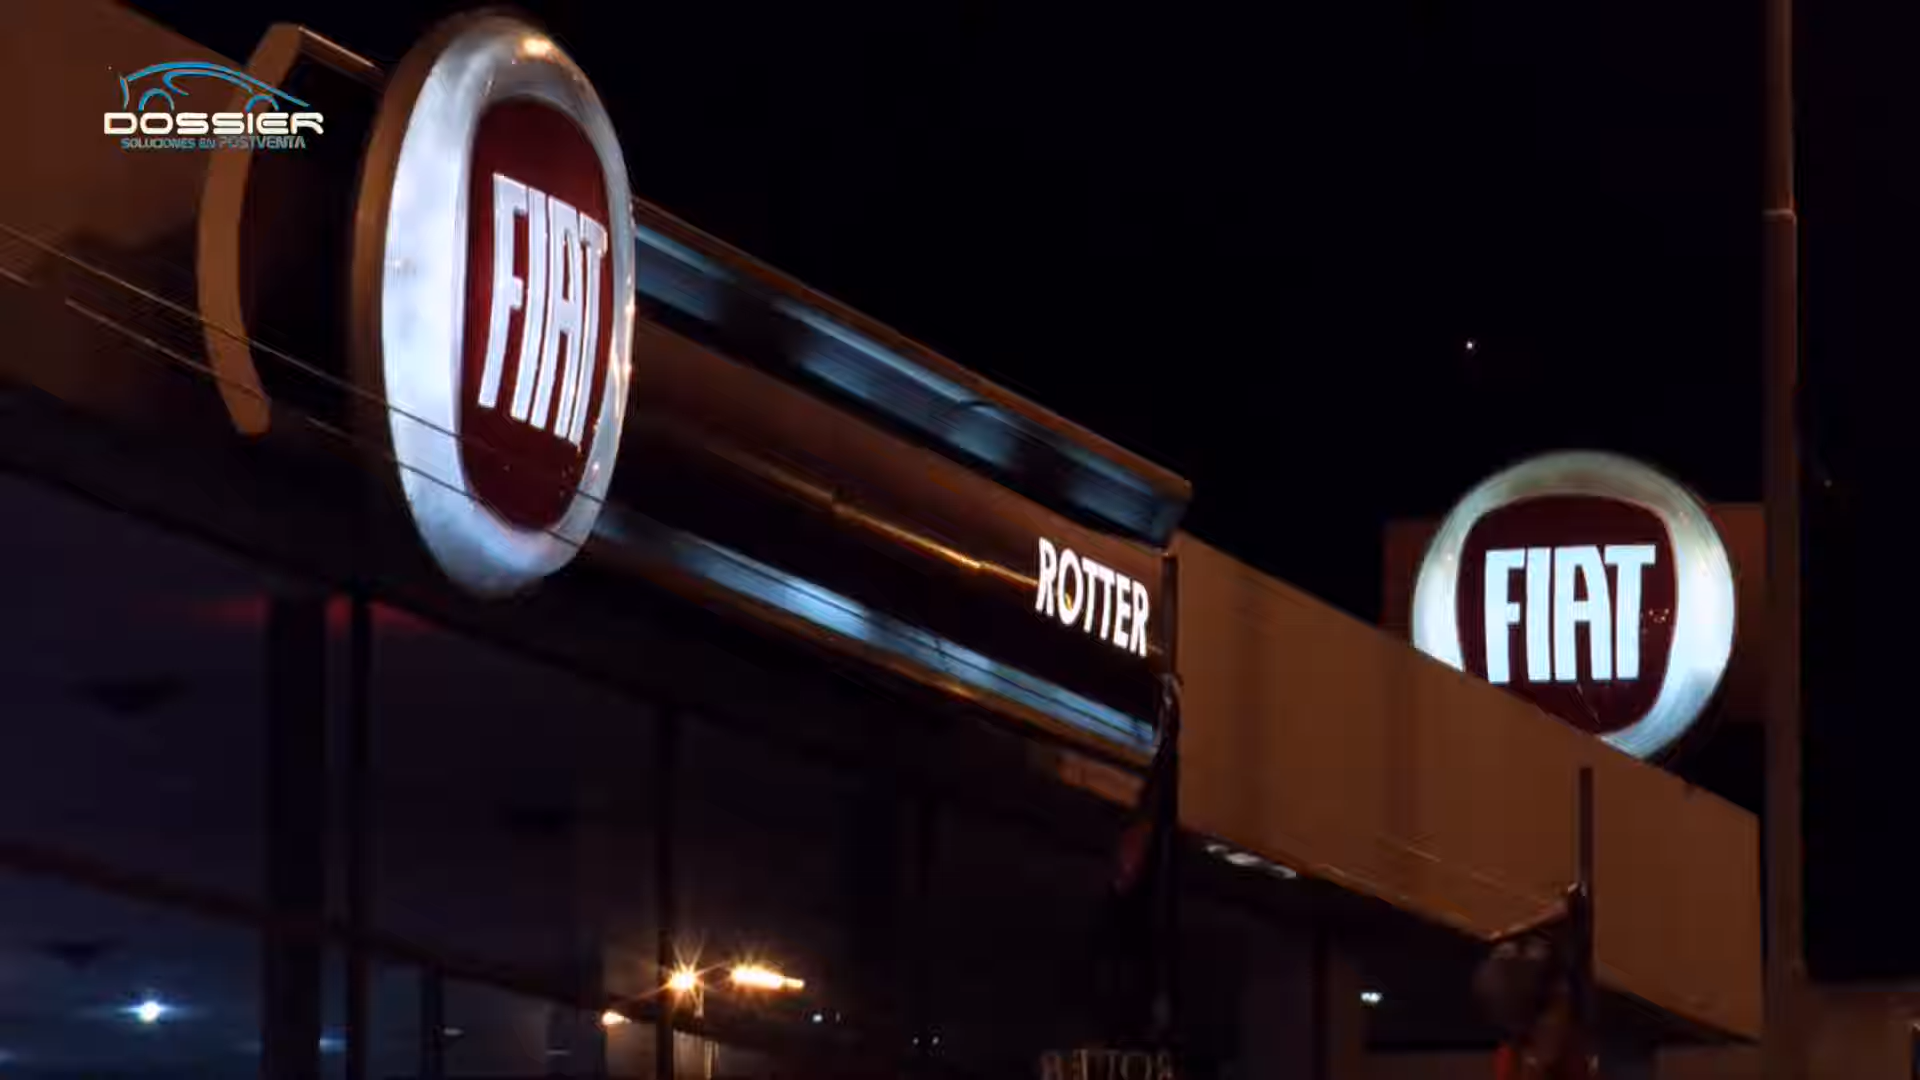 DOSSIER
SOLUCIONES EN POSTVENTA
FIAT
ROTTER
FIAT